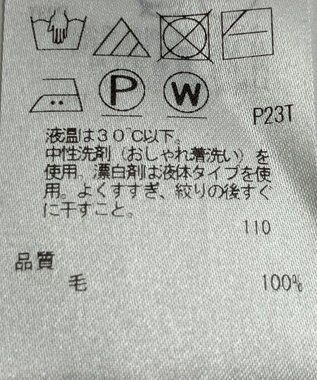 P W
P23T
液温は30℃以下。
中性洗剤（おしゃれ着洗い）を
使用。漂白剤は液体タイプを使
用。よくすすぎ、絞りの後すぐ
に干すこと。
110
品質
毛 100%